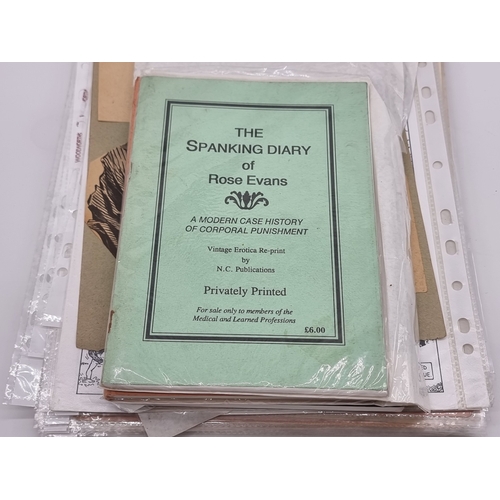 THE
SPANKING DIARY
of
Rose Evans
A MODERN CASE HISTORY
OF CORPORAL PUNISHMENT
Vintage Erotica Re-print
by
N.C. Publications
Privately Printed
For sale only to members of the
Medical and Learned Professions
£6.00